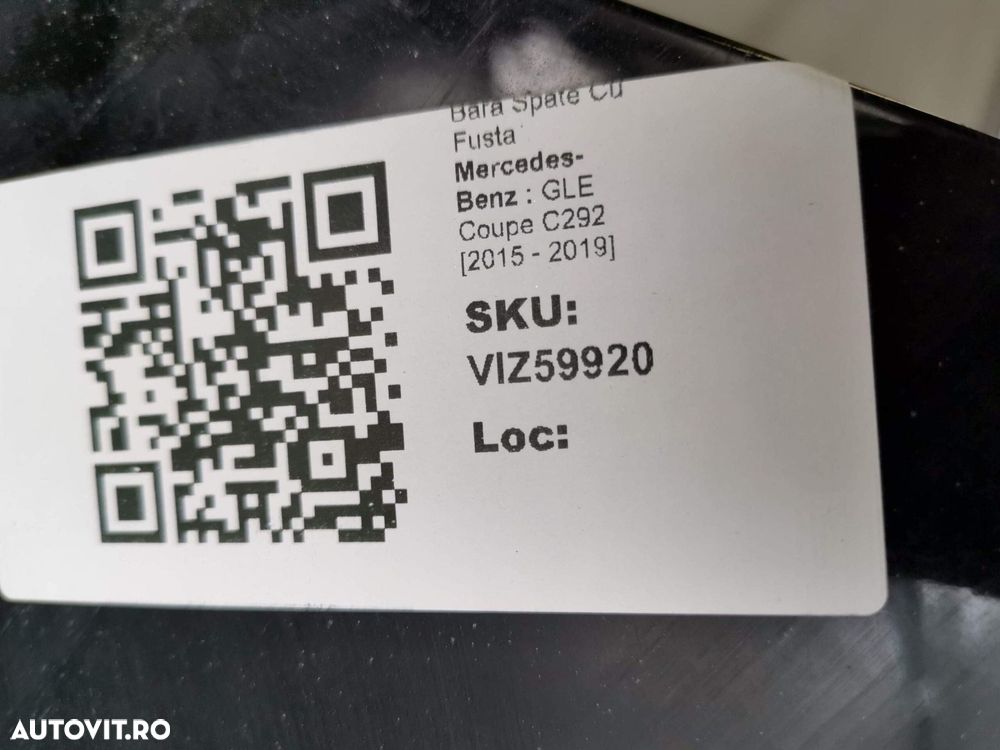 Bara Spate Cu
Fusta
Mercedes-
Benz : GLE
Coupe C292
[2015 - 2019]
SKU:
VIZ59920
Loc:
AUTOVIT.RO